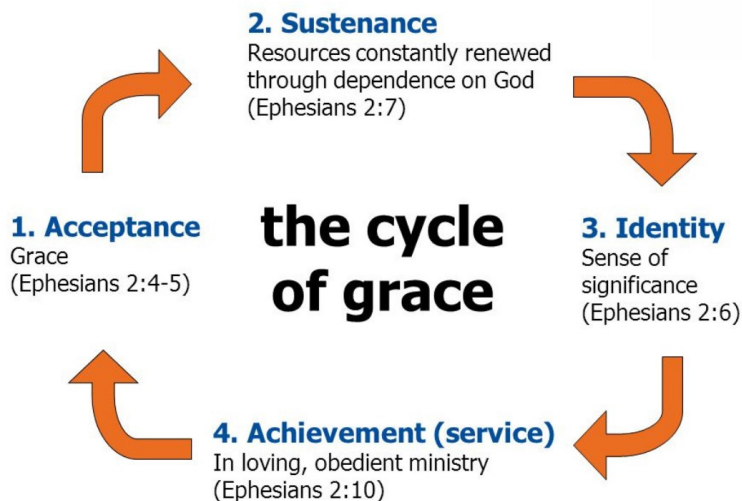 2. Sustenance
Resources constantly renewed
through dependence on God
(Ephesians 2:7)
1. Acceptance
Grace
(Ephesians 2:4-5)
the cycle
of grace
3. Identity
Sense of
significance
(Ephesians 2:6)
4. Achievement (service)
In loving, obedient ministry
(Ephesians 2:10)